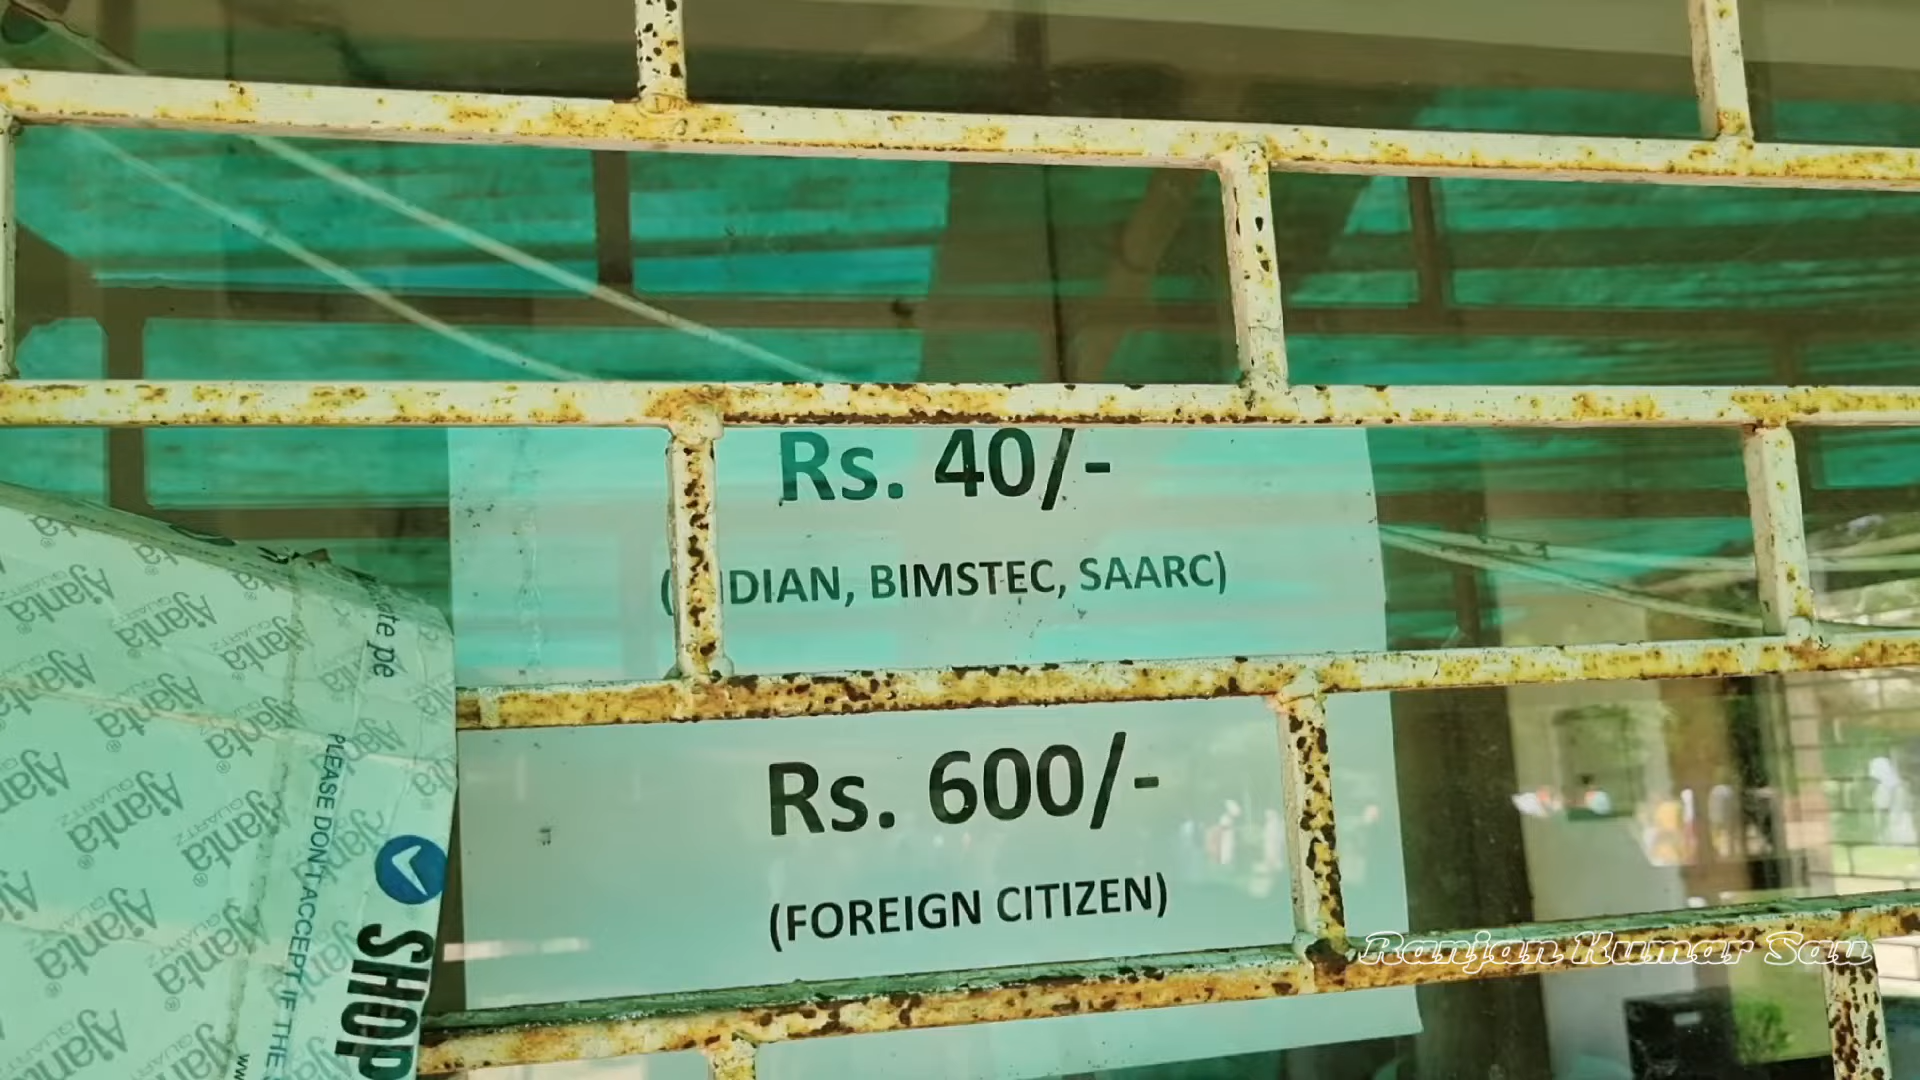 Rs. 40/-
DIAN, BIMSTEC, SAARC)
Rs. 600/-
(FOREIGN CITIZEN)
Ajanta
QUARTZ
PLEASE DON'T ACCEPT IF THE
SHOP
Ranjan Kumar Sau